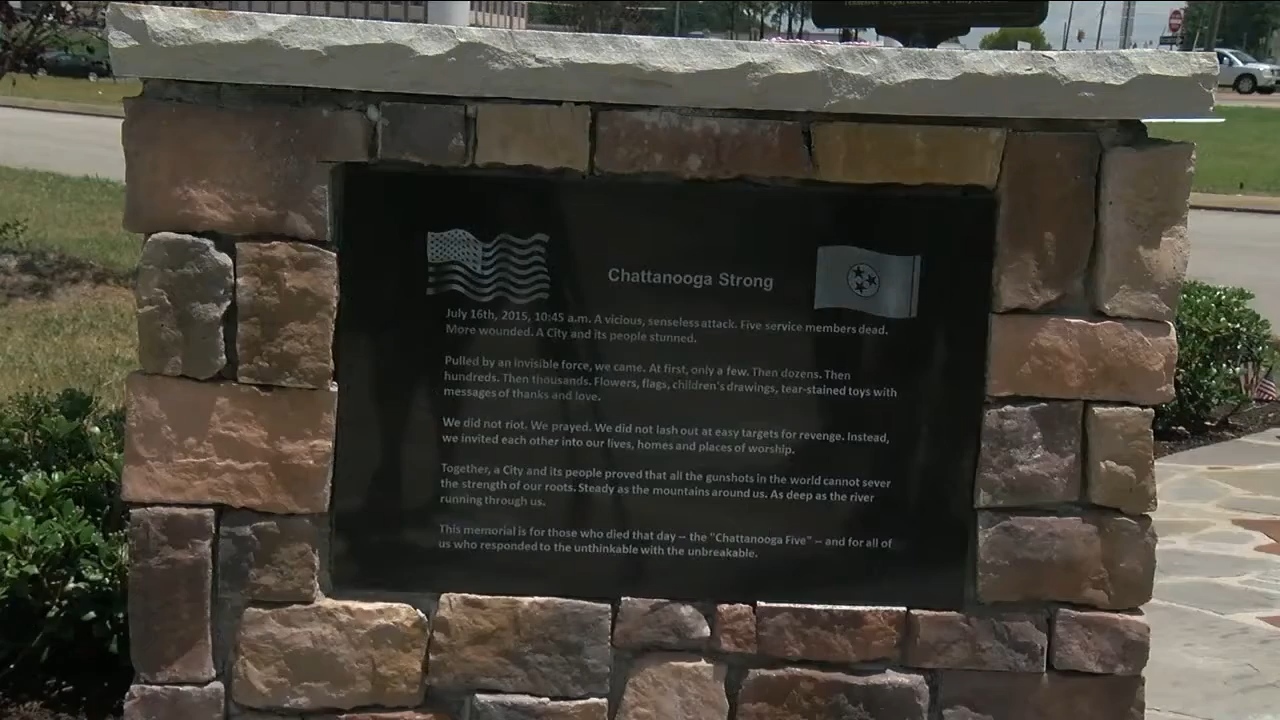 Chattanooga Strong
July 16th, 2015, 10:45 a.m. A vicious, senseless attack. Five service members dead.
More wounded. A City and its people stunned.
Pulled by an invisible force, we came. At first, only a few. Then dozens. Then
hundreds. Then thousands. Flowers, flags, children's drawings, tear-stained toys with
messages of thanks and love.
We did not riot. We prayed. We did not lash out at easy targets for revenge. Instead,
we invited each other into our lives, homes and places of worship.
Together, a City and its people proved that all the gunshots in the world cannot sever
the strength of our roots. Steady as the mountains around us. As deep as the river
running through us.
This memorial is for those who died that day -- the "Chattanooga Five" -- and for all of
us who responded to the unthinkable with the unbreakable.